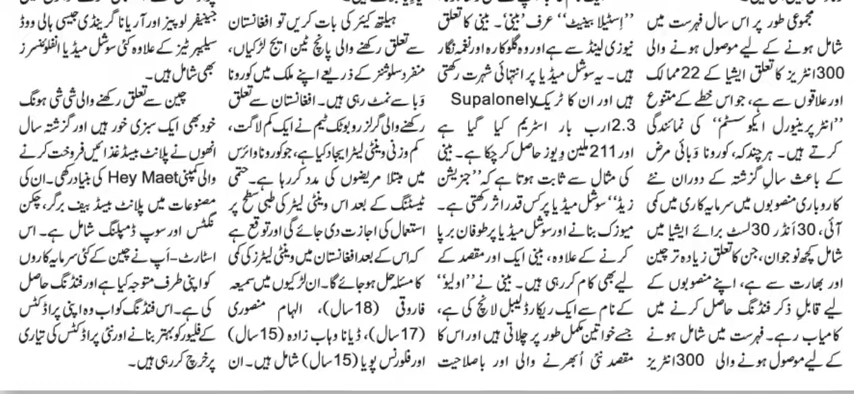 مجموعی طور پر اس سال فہرست میں
شامل ہونے کے لیے موصول ہونے والی
300 انٹریز کا تعلق ایشیا کے 22 ممالک
اور علاقوں سے ہے، جو اس خطے کے متنوع
’’انٹر پرینیورل ایکوسسٹم‘‘ کی نمائندگی
کرتے ہیں۔ ہر چند کہ، کورونا وبائی مرض
کے باعث سالِ گزشتہ کے دوران نئے
کاروباری منصوبوں میں سرمایہ کاری میں کمی
آئی، 30 انڈر 30 لسٹ برائے ایشیا میں
شامل کچھ نوجوان، جن کا تعلق زیادہ تر چین
اور بھارت سے ہے، اپنے منصوبوں کے
لیے قابلِ ذکر فنڈنگ حاصل کرنے میں
کامیاب رہے۔ فہرست میں شامل ہونے
کے لیے موصول ہونے والی 300 انٹریز
’’اِسٹیلا بینیٹ‘‘ عرف ’بینی‘۔ بینی کا تعلق
نیوزی لینڈ سے ہے اور وہ گلوکارہ اور نغمہ نگار
ہیں۔ یہ سوشل میڈیا پر انتہائی شہرت رکھتی
ہیں اور ان کا ٹریک Supalonely
2.3 ارب بار اسٹریم کیا گیا ہے
اور 211 ملین ویوز حاصل کر چکا ہے۔ بینی
کی مثال سے ثابت ہوتا ہے کہ ’’جنریشن
زیڈ‘‘ سوشل میڈیا پر کس قدر اثر رکھتی ہے۔
میوزک بنانے اور سوشل میڈیا پر طوفان برپا
کرنے کے علاوہ، بینی ایک اور مقصد کے
لیے بھی کام کر رہی ہیں۔ بینی نے ’’اولیو‘‘
کے نام سے ایک ریکارڈ لیبل لانچ کی ہے،
جسے خواتین مکمل طور پر چلاتی ہیں اور اس کا
مقصد نئی اُبھرنے والی اور باصلاحیت
ہیلتھ کیئر کی بات کریں تو افغانستان
سے تعلق رکھنے والی پانچ ٹین ایج لڑکیاں،
منفرد سلوشنز کے ذریعے اپنے ملک میں کورونا
وَبا سے نمٹ رہی ہیں۔ افغانستان سے تعلق
رکھنے والی گرلز روبوٹک ٹیم نے ایک کم لاگت،
کم وزنی وینٹی لیٹر ایجاد کیا ہے، جو کورونا وائرس
میں مبتلا مریضوں کی مدد کر رہا ہے۔ حتمی
ٹیسٹنگ کے بعد اس وینٹی لیٹر کی طبی سطح پر
استعمال کی اجازت دی جائے گی اور توقع ہے
کہ اس کے بعد افغانستان میں وینٹی لیٹرز کی کمی
کا مسئلہ حل ہو جائے گا۔ ان لڑکیوں میں سمیعہ
فاروقی (18 سال)، الہام منصوری
(17 سال)، ڈیانا وہاب زادہ (15 سال)
اور فلورنس پویا (15 سال) شامل ہیں۔ ان
جینیفر لوپیز اور آریانا گرینڈی جیسی ہالی ووڈ
سیلیبرٹیز کے علاوہ کئی سوشل میڈیا انفلوئنسرز
بھی شامل ہیں۔
چین سے تعلق رکھنے والی شی شی ہونگ
خود بھی ایک سبزی خور ہیں اور گزشتہ سال
انھوں نے پلانٹ بیسڈ غذائیں فروخت کرنے
والی کمپنی Hey Maet کی بنیاد رکھی۔ ان کی
مصنوعات میں پلانٹ بیسڈ بیف برگر، چکن
نگٹس اور سوپ ڈمپلنگ شامل ہے۔ اس
اسٹارٹ-اَپ نے چین کے کئی سرمایہ کاروں
کو اپنی طرف متوجہ کیا ہے اور فنڈنگ حاصل
کی ہے۔ اس فنڈنگ کو اب وہ اپنی پراڈکٹس
کے فلیور کو بہتر بنانے اور نئی پراڈکٹس کی تیاری
پر خرچ کر رہی ہیں۔